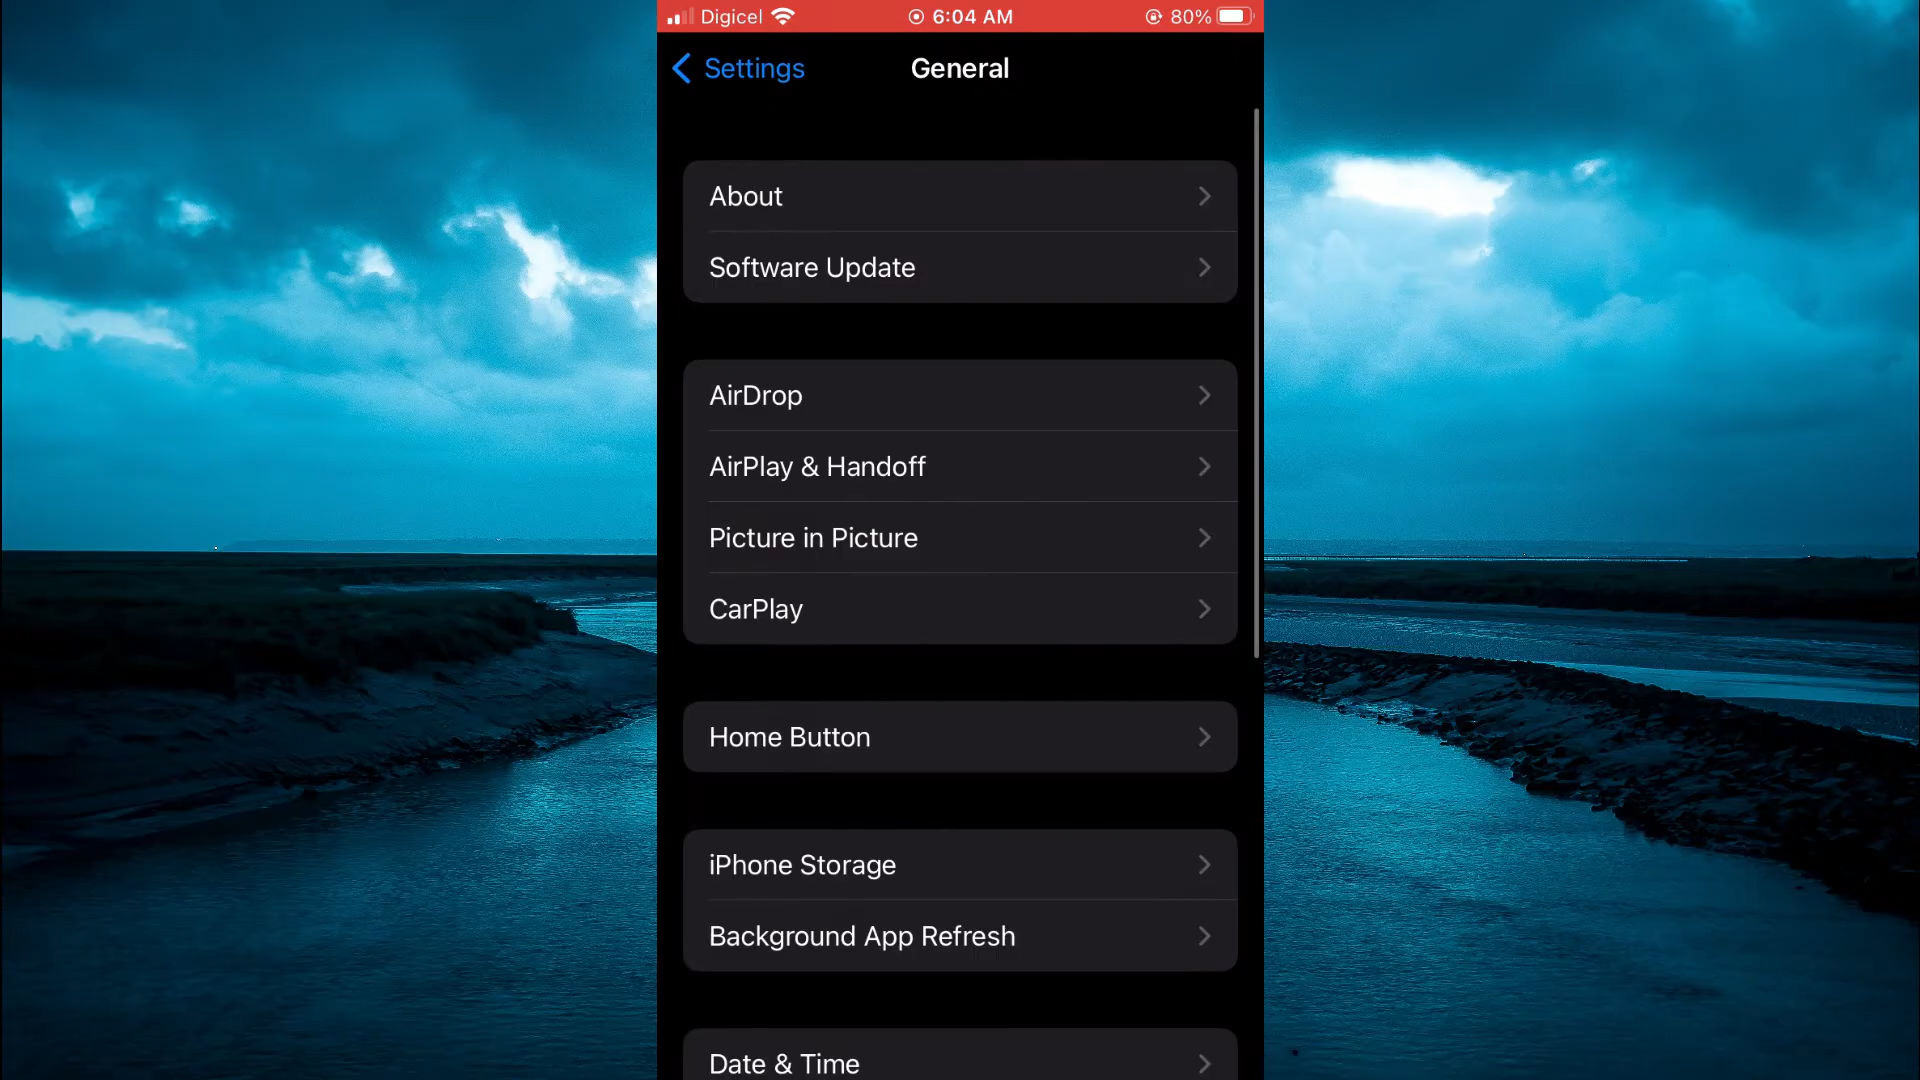 Digicel 6:04 AM 80%
Settings General
About
Software Update
AirDrop
AirPlay & Handoff
Picture in Picture
CarPlay
Home Button
iPhone Storage
Background App Refresh
Date & Time